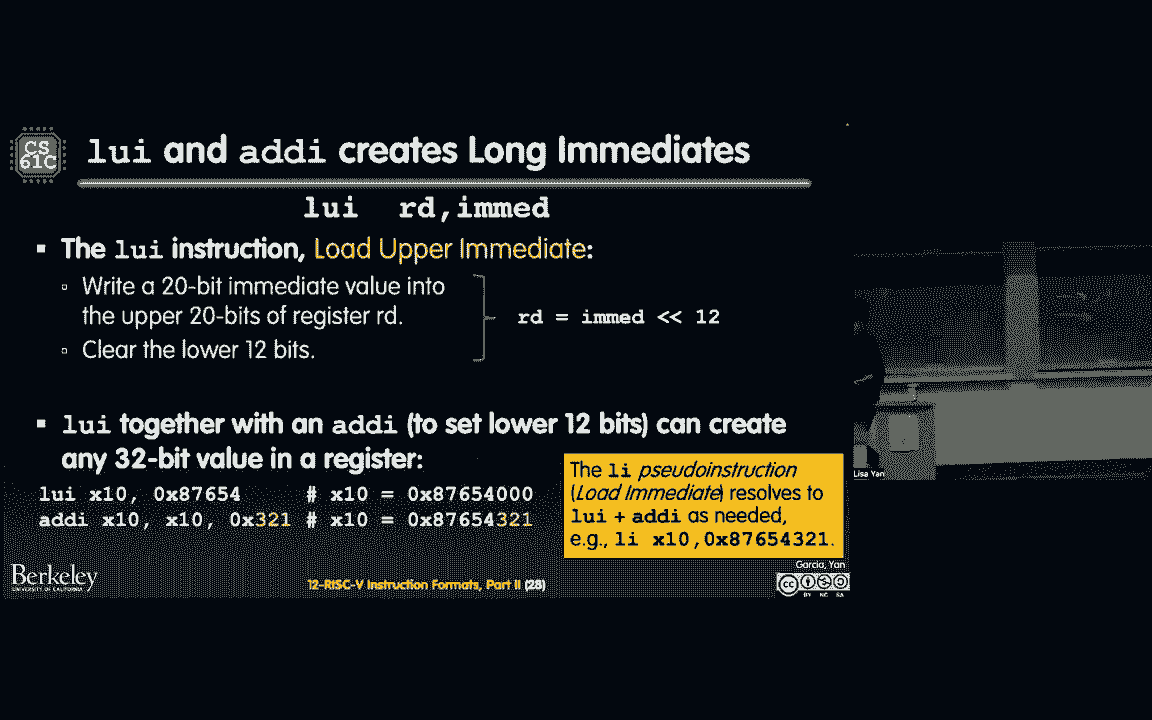 CS
61C
lui and addi creates Long Immediates
lui rd,immed
▪ The lui instruction, Load Upper Immediate:
▫ Write a 20-bit immediate value into
the upper 20-bits of register rd.
▫ Clear the lower 12 bits.
rd = immed << 12
▪ lui together with an addi (to set lower 12 bits) can create
any 32-bit value in a register:
lui x10, 0x87654 # x10 = 0x87654000
addi x10, x10, 0x321 # x10 = 0x87654321
The li pseudoinstruction
(Load Immediate) resolves to
lui + addi as needed,
e.g., li x10,0x87654321.
Lisa Yan
Berkeley
UNIVERSITY OF CALIFORNIA
12-RISC-V Instruction Formats, Part II (28)
Garcia, Yan
cc
BY NC SA